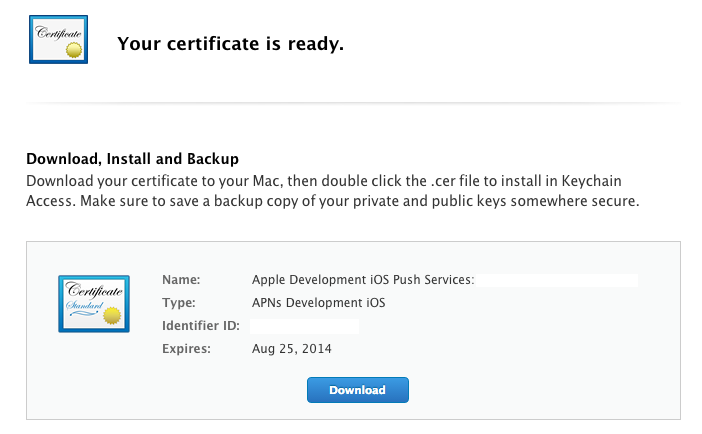 Certificate
Your certificate is ready.
Download, Install and Backup
Download your certificate to your Mac, then double click the .cer file to install in Keychain
Access. Make sure to save a backup copy of your private and public keys somewhere secure.
Certificate
Standard
Name: Apple Development iOS Push Services:
Type: APNs Development iOS
Identifier ID:
Expires: Aug 25, 2014
Download